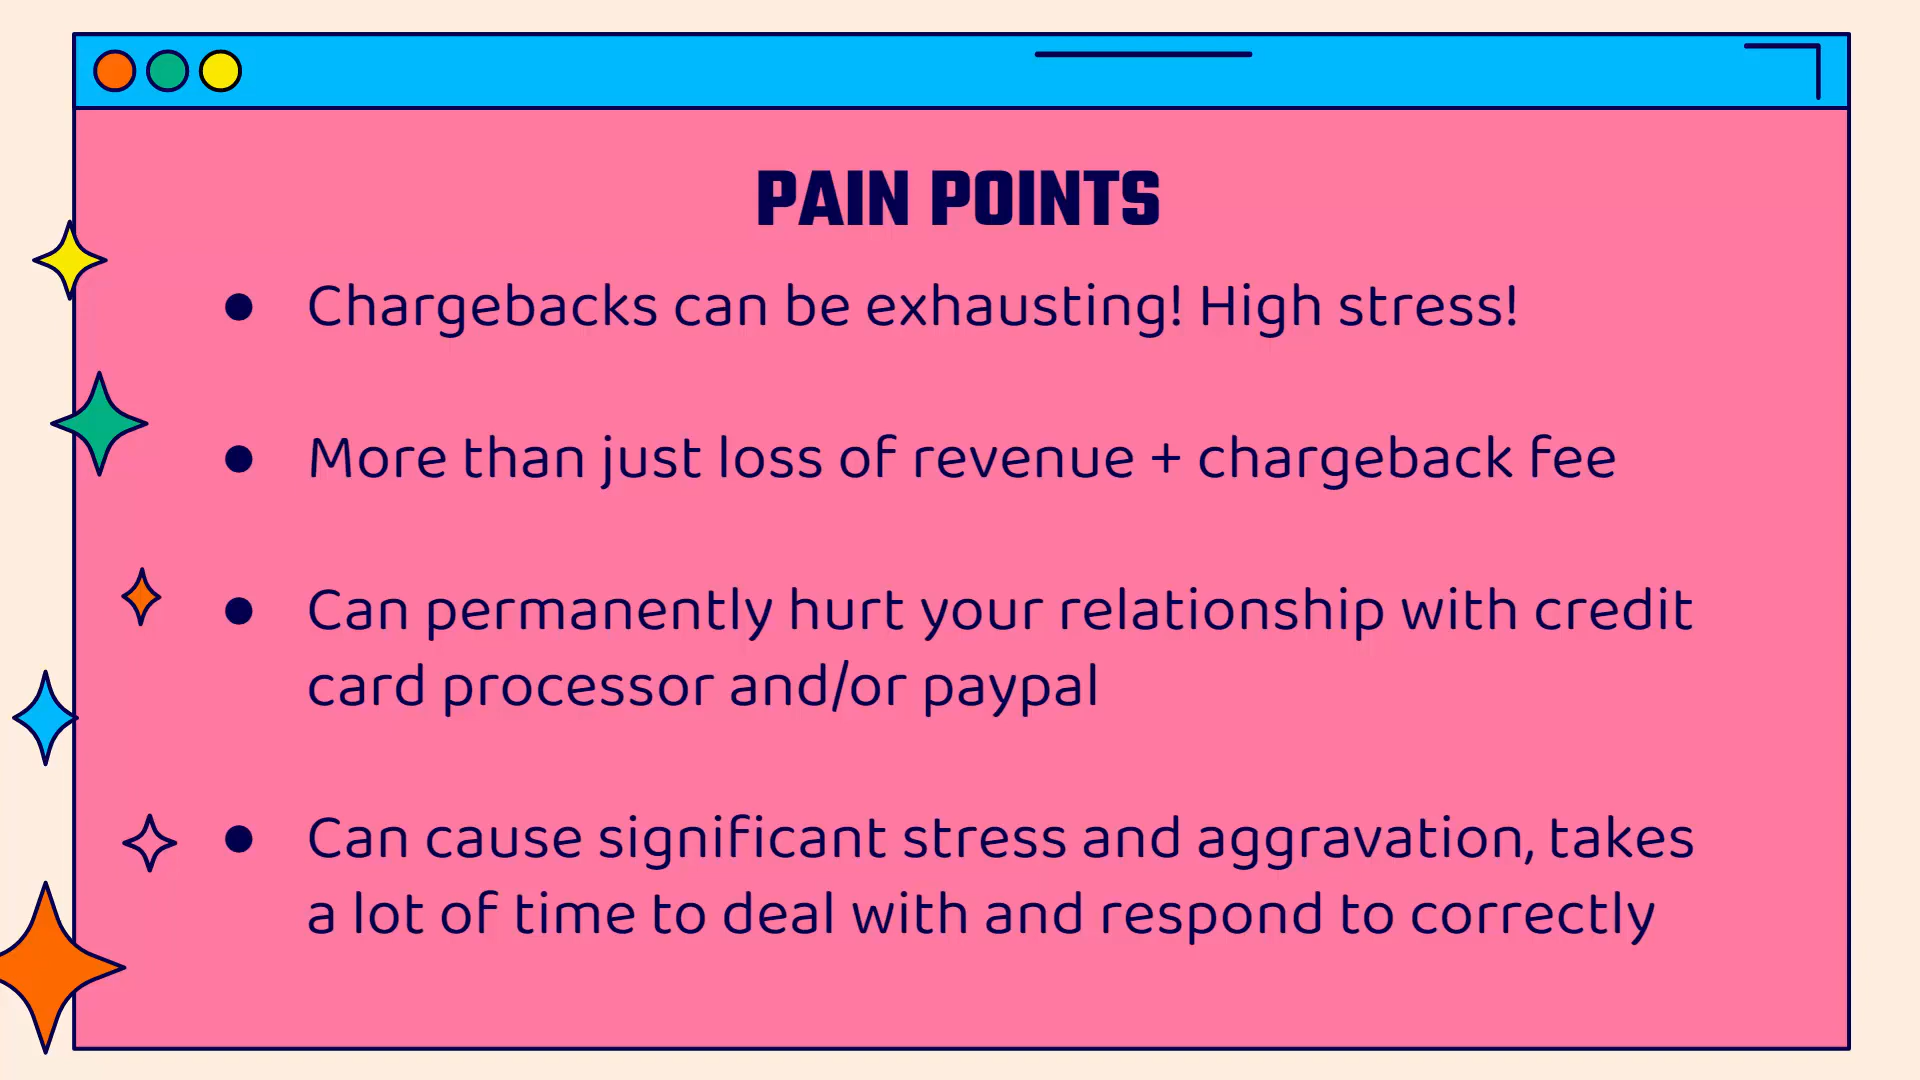 PAIN POINTS
● Chargebacks can be exhausting! High stress!
● More than just loss of revenue + chargeback fee
● Can permanently hurt your relationship with credit
card processor and/or paypal
● Can cause significant stress and aggravation, takes
a lot of time to deal with and respond to correctly